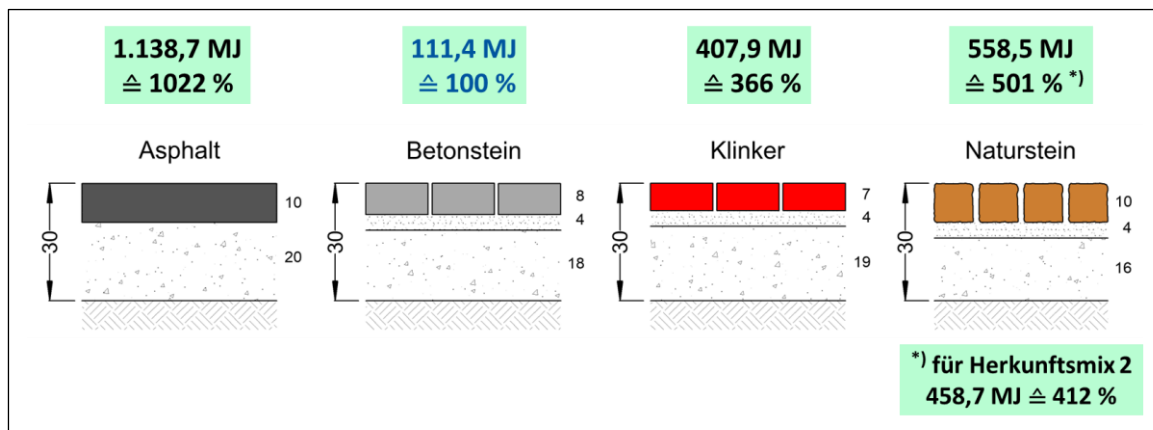 1.138,7 MJ
≙ 1022 %
111,4 MJ
≙ 100 %
407,9 MJ
≙ 366 %
558,5 MJ
≙ 501 % *)
Asphalt
Betonstein
Klinker
Naturstein
30
10
20
30
8
4
18
30
7
4
19
30
10
4
16
*) für Herkunftsmix 2
458,7 MJ ≙ 412 %